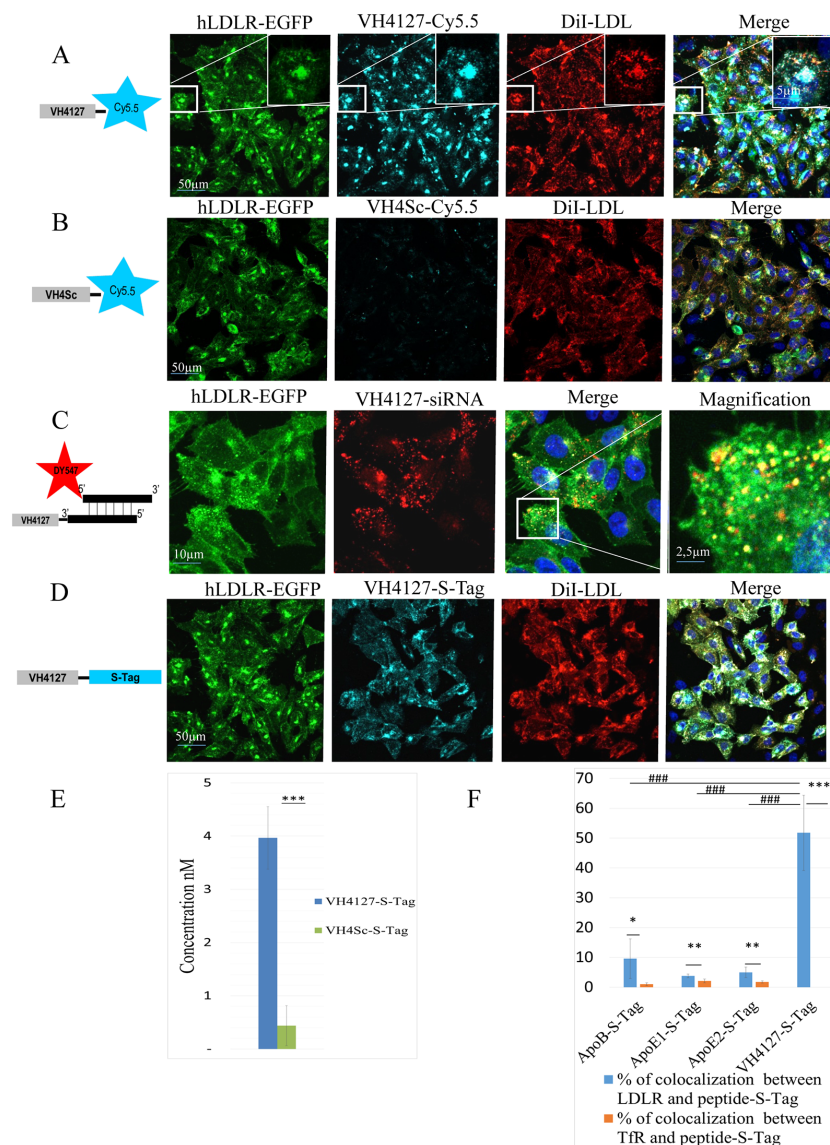 A
hLDLR-EGFP VH4127-Cy5.5 DiI-LDL Merge
VH4127 Cy5.5
5µm
50µm
B
hLDLR-EGFP VH4Sc-Cy5.5 DiI-LDL Merge
VH4Sc Cy5.5
50µm
C
hLDLR-EGFP VH4127-siRNA Merge Magnification
DY547
5' 3'
VH4127 3' 5'
10µm 2,5µm
D
hLDLR-EGFP VH4127-S-Tag DiI-LDL Merge
VH4127 S-Tag
50µm
E
Concentration nM
5
4
3
2
1
-
***
VH4127-S-Tag
VH4Sc-S-Tag
F
70
60
50
40
30
20
10
0
###
###
###
***
*
**
**
ApoB-S-Tag
ApoE1-S-Tag
ApoE2-S-Tag
VH4127-S-Tag
% of colocalization between
LDLR and peptide-S-Tag
% of colocalization between
TfR and peptide-S-Tag